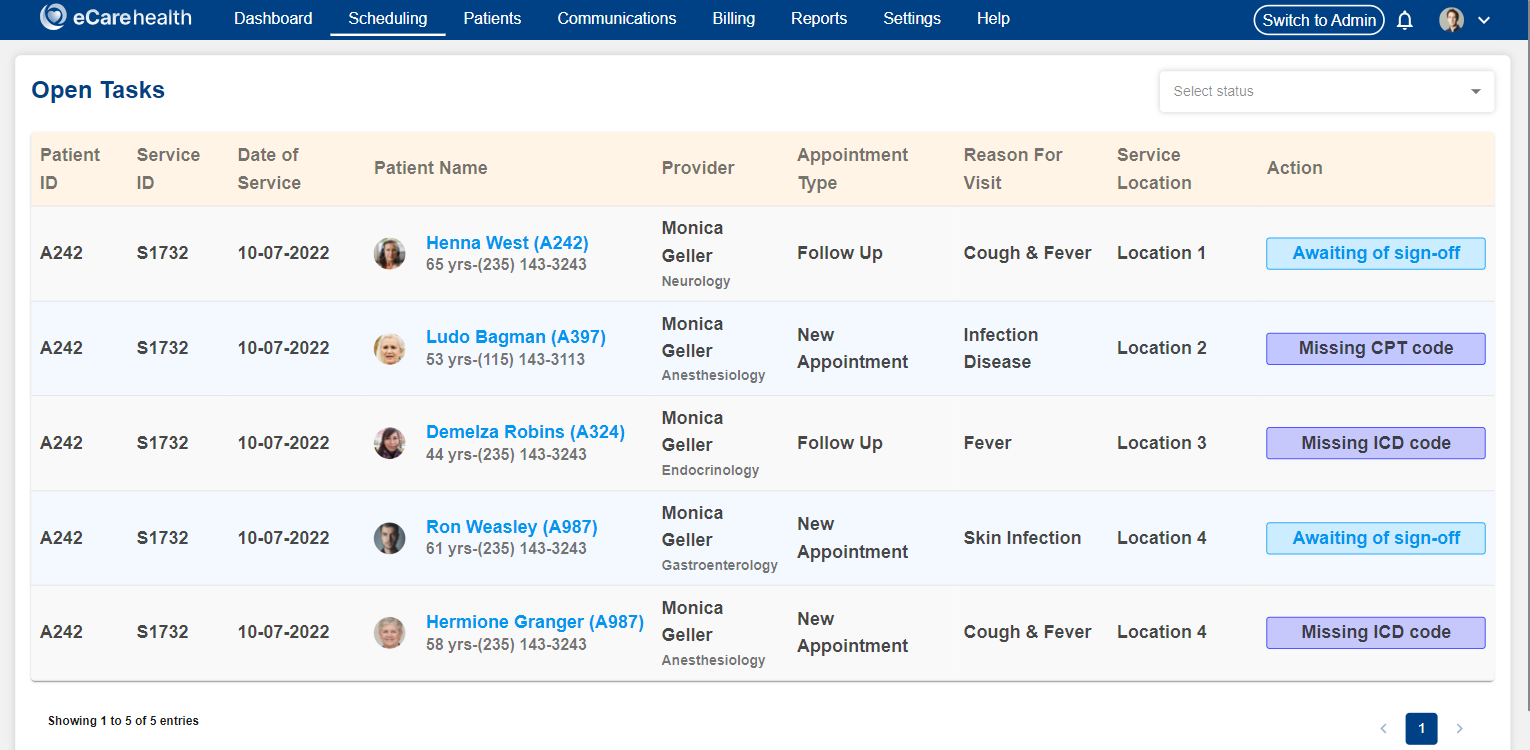 eCarehealth Dashboard Scheduling Patients Communications Billing Reports Settings Help Switch to Admin
Open Tasks
Select status
Patient ID Service ID Date of Service Patient Name Provider Appointment Type Reason For Visit Service Location Action
A242 S1732 10-07-2022 Henna West (A242) 65 yrs-(235) 143-3243 Monica Geller Neurology Follow Up Cough & Fever Location 1 Awaiting of sign-off
A242 S1732 10-07-2022 Ludo Bagman (A397) 53 yrs-(115) 143-3113 Monica Geller Anesthesiology New Appointment Infection Disease Location 2 Missing CPT code
A242 S1732 10-07-2022 Demelza Robins (A324) 44 yrs-(235) 143-3243 Monica Geller Endocrinology Follow Up Fever Location 3 Missing ICD code
A242 S1732 10-07-2022 Ron Weasley (A987) 61 yrs-(235) 143-3243 Monica Geller Gastroenterology New Appointment Skin Infection Location 4 Awaiting of sign-off
A242 S1732 10-07-2022 Hermione Granger (A987) 58 yrs-(235) 143-3243 Monica Geller Anesthesiology New Appointment Cough & Fever Location 4 Missing ICD code
Showing 1 to 5 of 5 entries
1